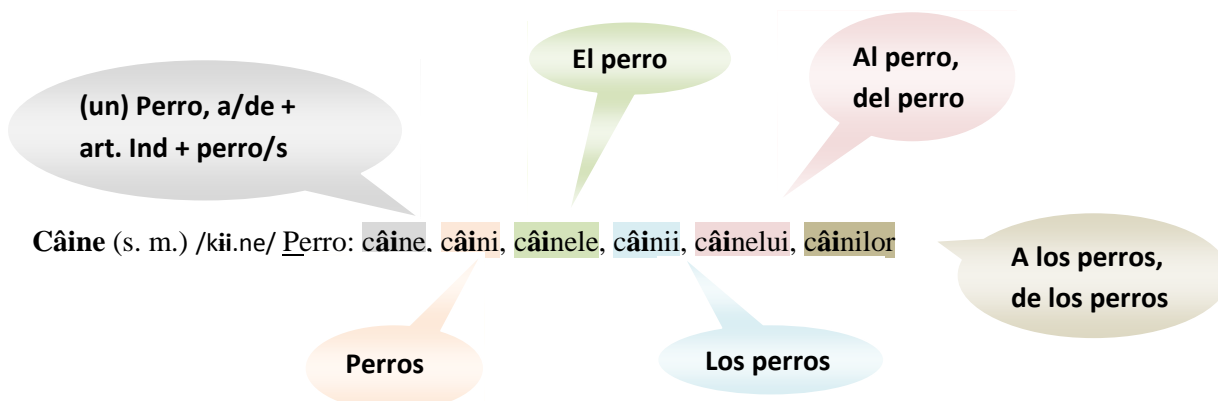 El perro
Al perro,
del perro
(un) Perro, a/de +
art. Ind + perro/s
Câine (s. m.) /kɨi.ne/ Perro: câine, câini, câinele, câinii, câinelui, câinilor
A los perros,
de los perros
Perros
Los perros